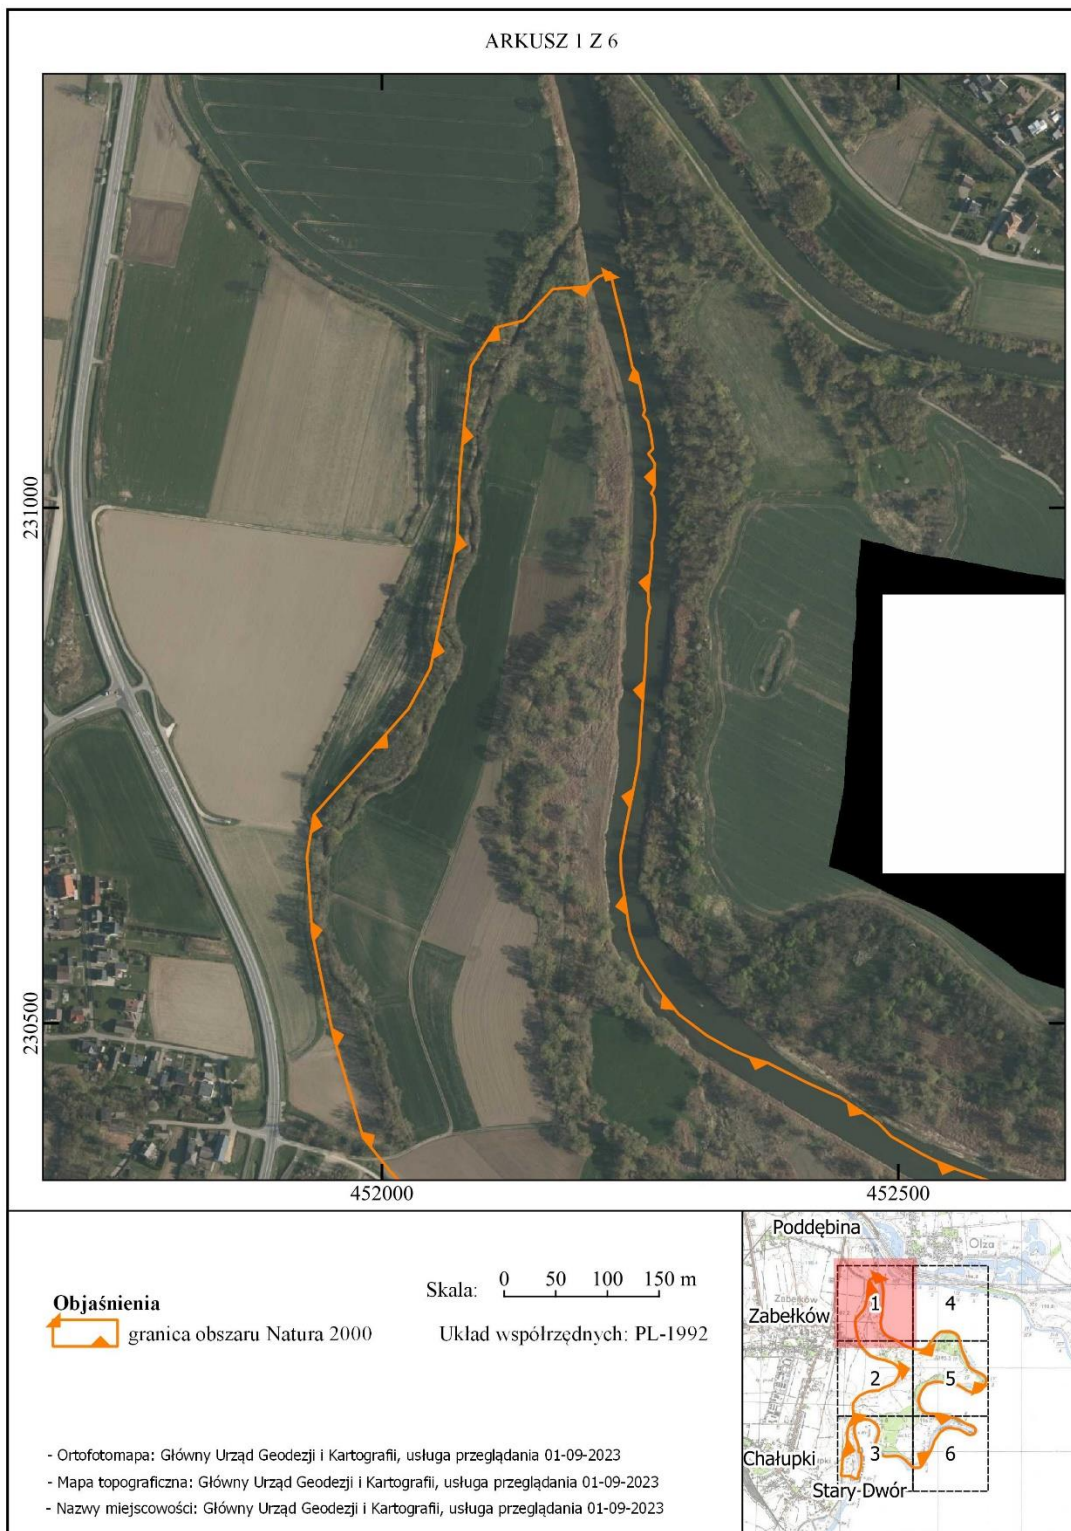 ARKUSZ 1 Z 6
231000
230500
452000
452500
Objaśnienia
granica obszaru Natura 2000
Skala:
0 50 100 150 m
Układ współrzędnych: PL-1992
- Ortofotomapa: Główny Urząd Geodezji i Kartografii, usługa przeglądania 01-09-2023
- Mapa topograficzna: Główny Urząd Geodezji i Kartografii, usługa przeglądania 01-09-2023
- Nazwy miejscowości: Główny Urząd Geodezji i Kartografii, usługa przeglądania 01-09-2023
Poddębina
Olza
Zabełków
Zabełków
1
4
2
5
Chałupki
3
6
Stary Dwór